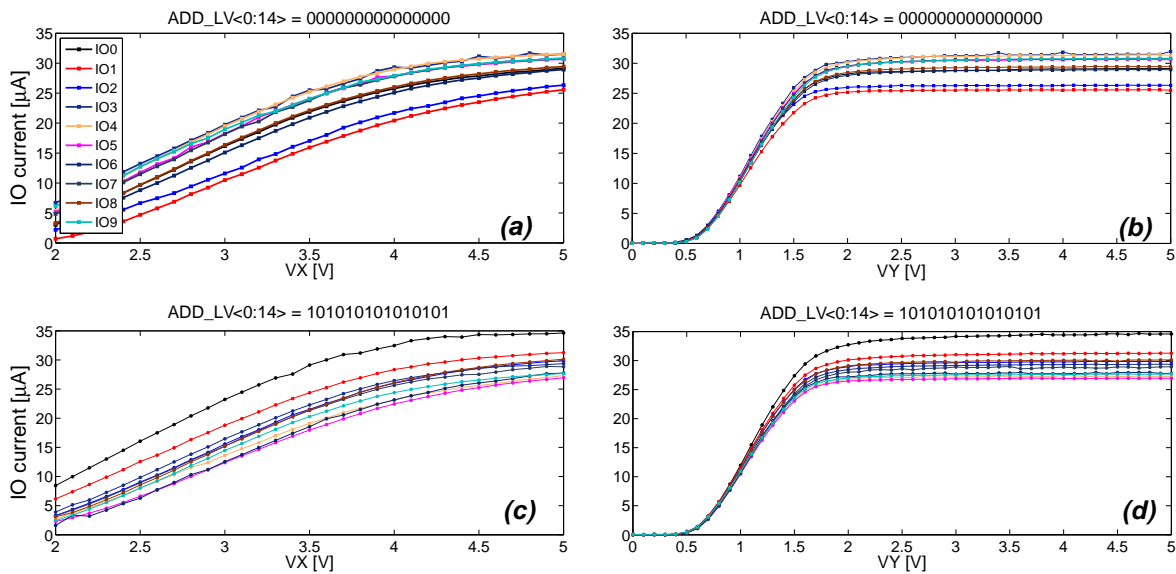 ADD_LV<0:14> = 000000000000000
35
30
25
20
15
10
5
0
IO current [µA]
IO0
IO1
IO2
IO3
IO4
IO5
IO6
IO7
IO8
IO9
(a)
2 2.5 3 3.5 4 4.5 5
VX [V]
ADD_LV<0:14> = 000000000000000
35
30
25
20
15
10
5
0
(b)
0 0.5 1 1.5 2 2.5 3 3.5 4 4.5 5
VY [V]
ADD_LV<0:14> = 101010101010101
35
30
25
20
15
10
5
0
IO current [µA]
(c)
2 2.5 3 3.5 4 4.5 5
VX [V]
ADD_LV<0:14> = 101010101010101
35
30
25
20
15
10
5
0
(d)
0 0.5 1 1.5 2 2.5 3 3.5 4 4.5 5
VY [V]